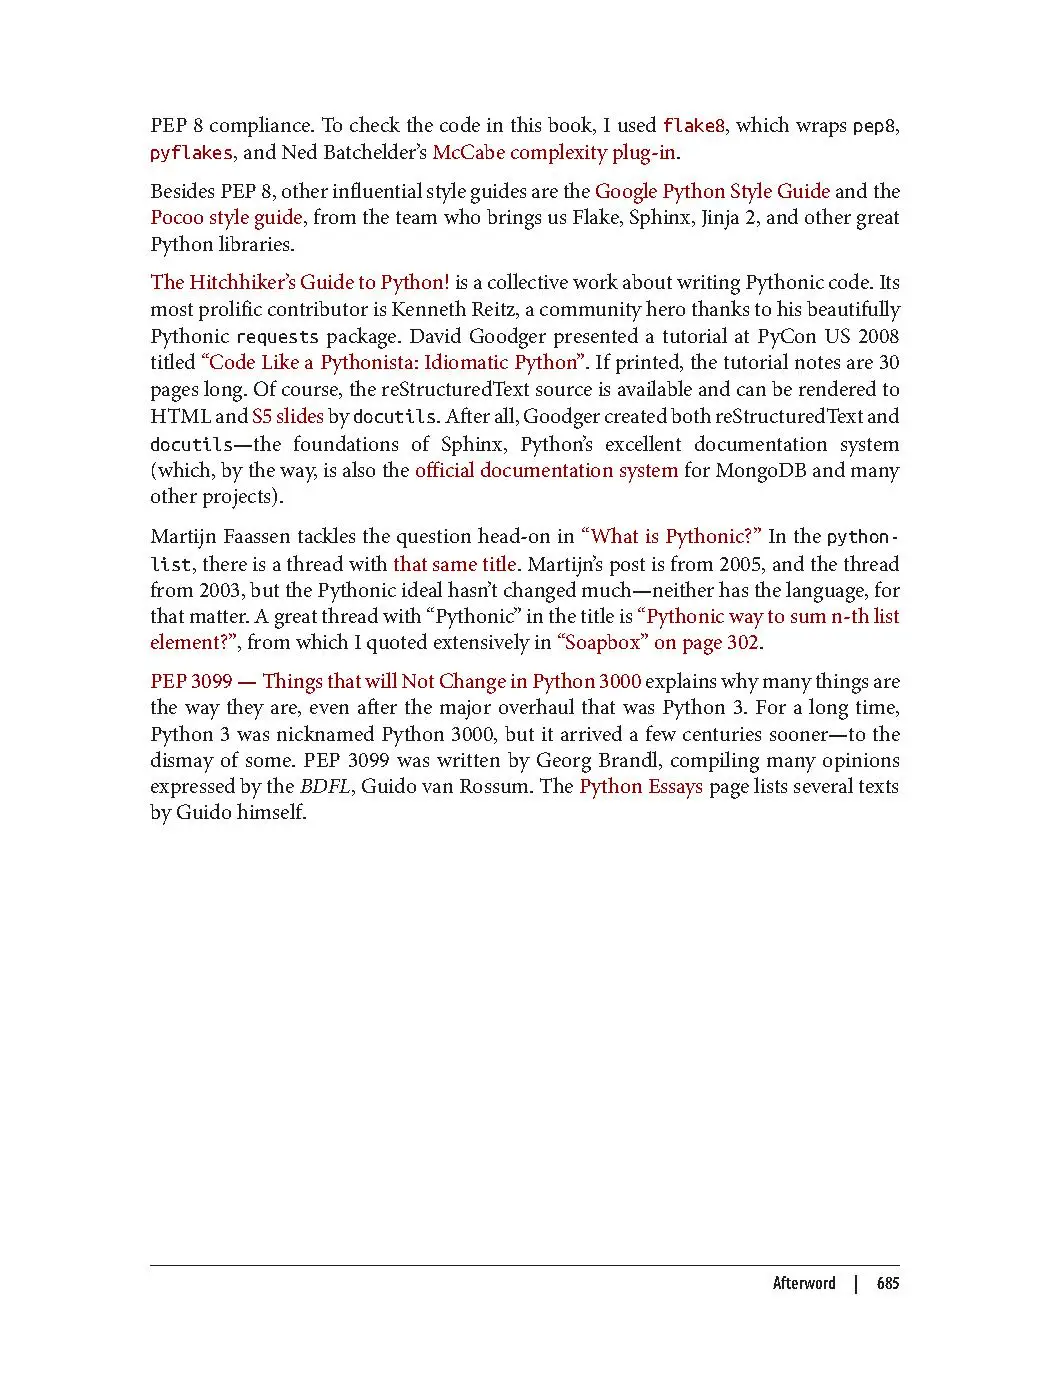 PEP 8 compliance. To check the code in this book, I used flake8, which wraps pep8,
pyflakes, and Ned Batchelder’s McCabe complexity plug-in.
Besides PEP 8, other influential style guides are the Google Python Style Guide and the
Pocoo style guide, from the team who brings us Flake, Sphinx, Jinja 2, and other great
Python libraries.
The Hitchhiker’s Guide to Python! is a collective work about writing Pythonic code. Its
most prolific contributor is Kenneth Reitz, a community hero thanks to his beautifully
Pythonic requests package. David Goodger presented a tutorial at PyCon US 2008
titled “Code Like a Pythonista: Idiomatic Python”. If printed, the tutorial notes are 30
pages long. Of course, the reStructuredText source is available and can be rendered to
HTML and S5 slides by docutils. After all, Goodger created both reStructuredText and
docutils—the foundations of Sphinx, Python’s excellent documentation system
(which, by the way, is also the official documentation system for MongoDB and many
other projects).
Martijn Faassen tackles the question head-on in “What is Pythonic?” In the python-
list, there is a thread with that same title. Martijn’s post is from 2005, and the thread
from 2003, but the Pythonic ideal hasn’t changed much—neither has the language, for
that matter. A great thread with “Pythonic” in the title is “Pythonic way to sum n-th list
element?”, from which I quoted extensively in “Soapbox” on page 302.
PEP 3099 — Things that will Not Change in Python 3000 explains why many things are
the way they are, even after the major overhaul that was Python 3. For a long time,
Python 3 was nicknamed Python 3000, but it arrived a few centuries sooner—to the
dismay of some. PEP 3099 was written by Georg Brandl, compiling many opinions
expressed by the BDFL, Guido van Rossum. The Python Essays page lists several texts
by Guido himself.
Afterword | 685